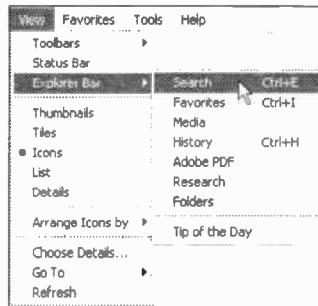 View Favorites Tools Help
Toolbars
Status Bar
Explorer Bar
Thumbnails
Tiles
Icons
List
Details
Arrange Icons by
Choose Details...
Go To
Refresh
Search Ctrl+E
Favorites Ctrl+I
Media
History Ctrl+H
Adobe PDF
Research
Folders
Tip of the Day